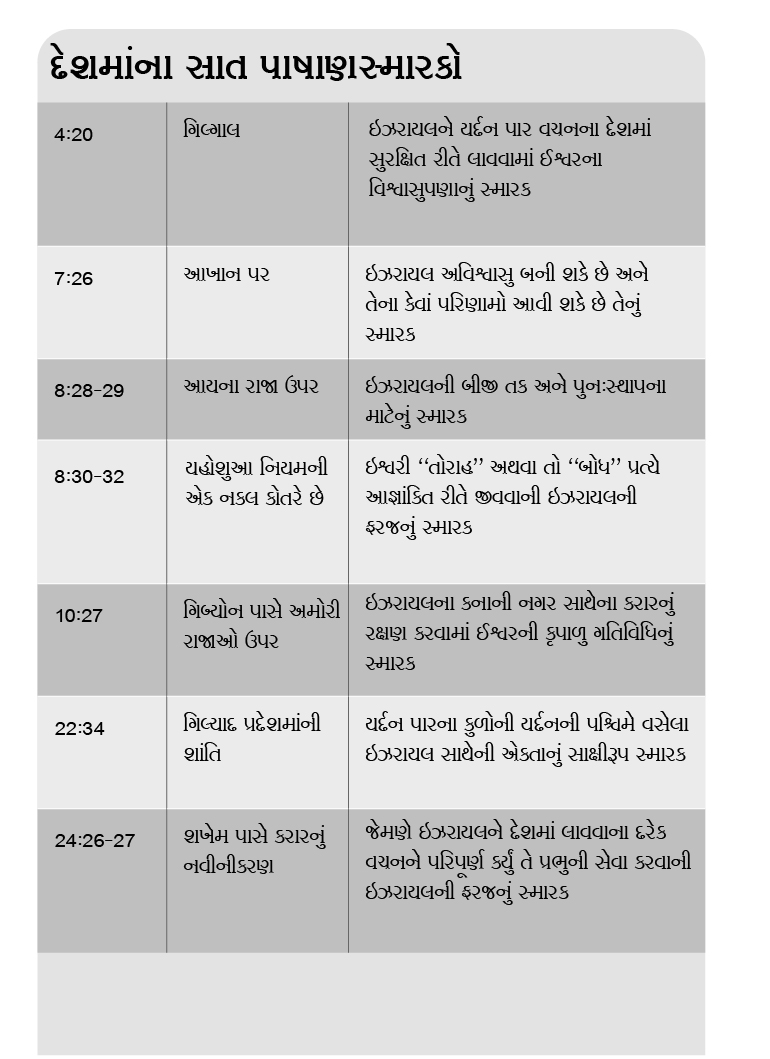 દેશમાંના સાત પાષાણસ્મારકો
4:20
ગિલ્ગાલ
ઇઝરાયલને યર્દન પાર વચનના દેશમાં
સુરક્ષિત રીતે લાવવામાં ઈશ્વરના
વિશ્વાસુપણાનું સ્મારક
7:26
આખાન પર
ઇઝરાયલ અવિશ્વાસુ બની શકે છે અને
તેના કેવાં પરિણામો આવી શકે છે તેનું
સ્મારક
8:28-29
આયના રાજા ઉપર
ઇઝરાયલની બીજી તક અને પુનઃસ્થાપના
માટેનું સ્મારક
8:30-32
યહોશુઆ નિયમની
એક નકલ કોતરે છે
ઇશ્વરી “તોરાહ” અથવા તો “બોધ” પ્રત્યે
આજ્ઞાંકિત રીતે જીવવાની ઇઝરાયલની
ફરજનું સ્મારક
10:27
ગિબ્યોન પાસે અમોરી
રાજાઓ ઉપર
ઇઝરાયલના કનાની નગર સાથેના કરારનું
રક્ષણ કરવામાં ઈશ્વરની કૃપાળુ ગતિવિધિનું
સ્મારક
22:34
ગિલ્યાદ પ્રદેશમાંની
શાંતિ
યર્દન પારના કુળોની યર્દનની પશ્ચિમે વસેલા
ઇઝરાયલ સાથેની એકતાનું સાક્ષીરૂપ સ્મારક
24:26-27
શખેમ પાસે કરારનું
નવીનીકરણ
જેમણે ઇઝરાયલને દેશમાં લાવવાના દરેક
વચનને પરિપૂર્ણ કર્યું તે પ્રભુની સેવા કરવાની
ઇઝરાયલની ફરજનું સ્મારક